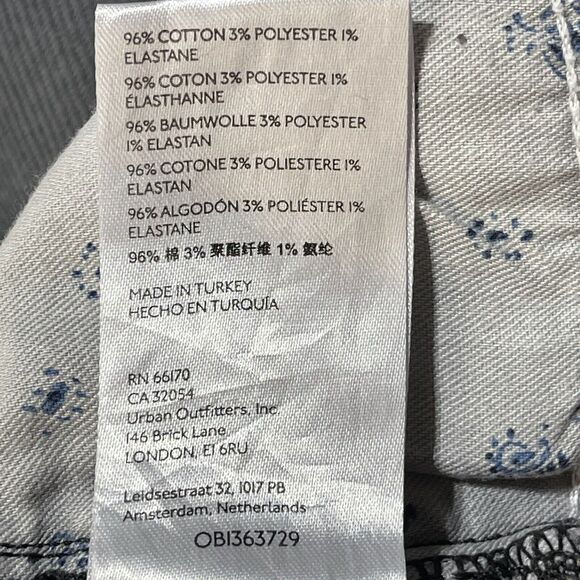 96% COTTON 3% POLYESTER 1%
ELASTANE
96% COTON 3% POLYESTER 1%
ÉLASTHANNE
96% BAUMWOLLE 3% POLYESTER
1% ELASTAN
96% COTONE 3% POLIESTERE 1%
ELASTAN
96% ALGODÓN 3% POLIÉSTER 1%
ELASTANE
96% 棉 3% 聚酯纤维 1% 氨纶
MADE IN TURKEY
HECHO EN TURQUÍA
RN 66170
CA 32054
Urban Outfitters, Inc.
146 Brick Lane
LONDON, E1 6RU
Leidsestraat 32, 1017 PB
Amsterdam, Netherlands
OB1363729